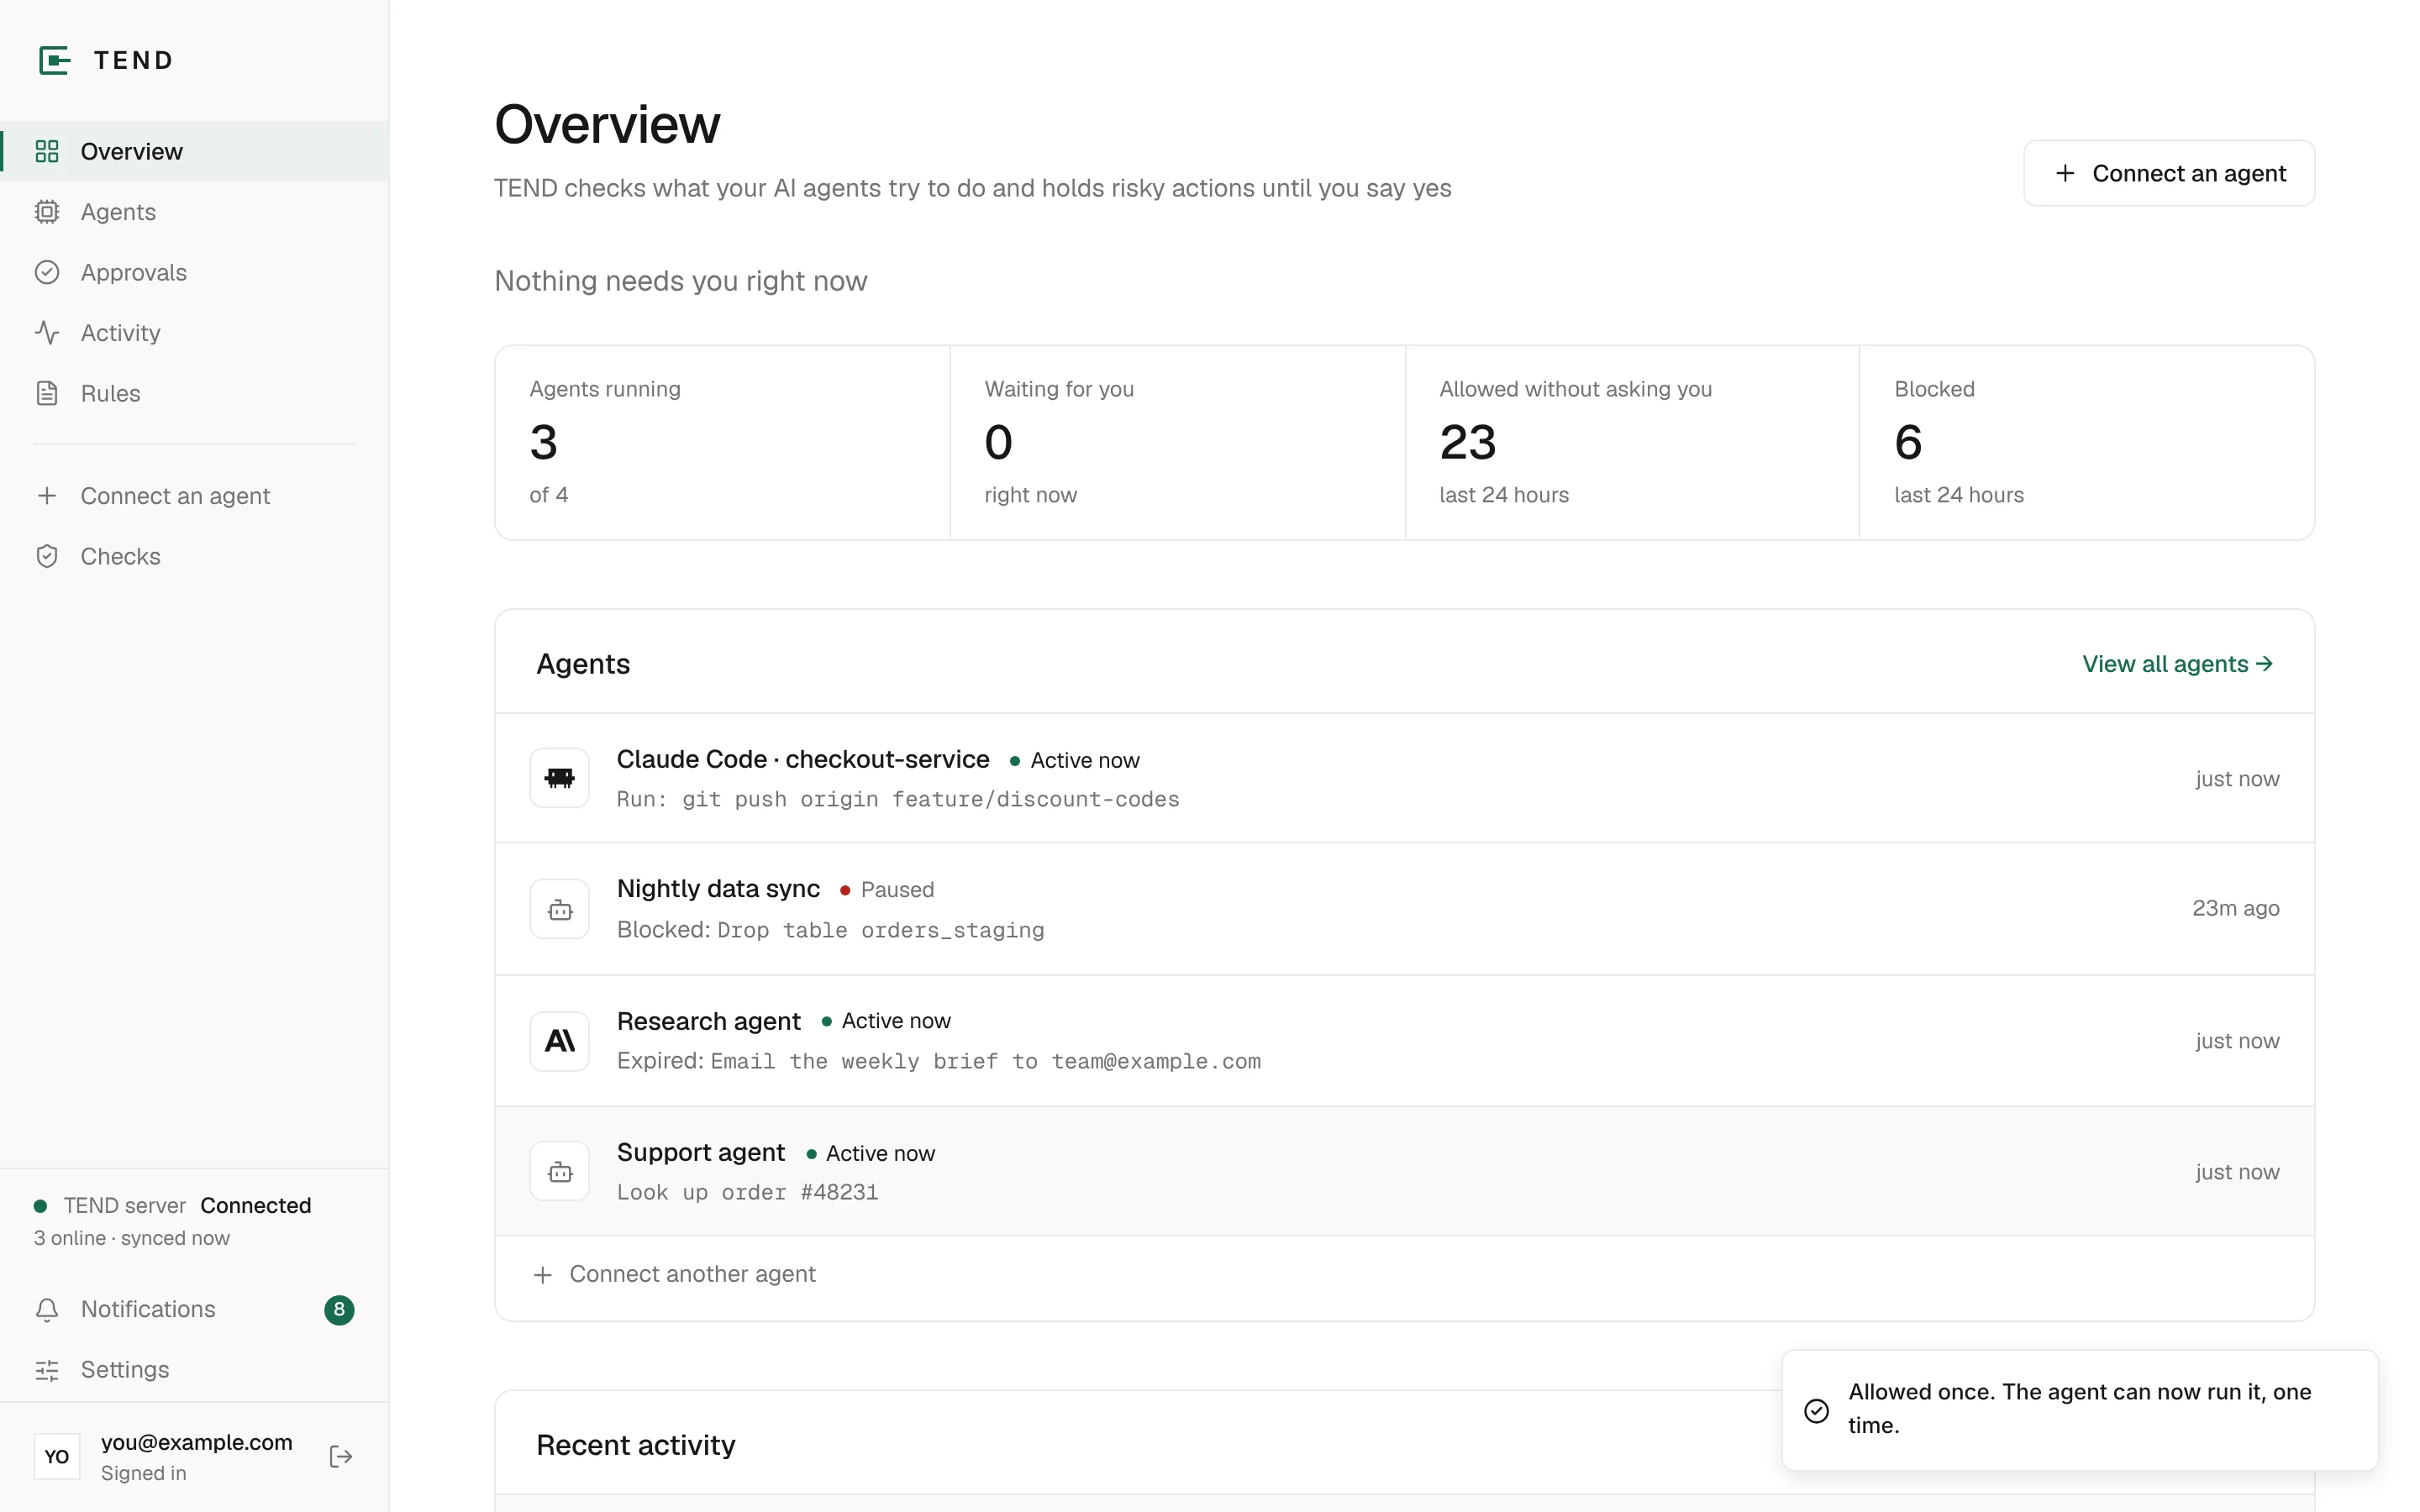 TEND
Overview
Agents
Approvals
Activity
Rules
Connect an agent
Checks
TEND server Connected
3 online · synced now
Notifications 8
Settings
YO
you@example.com
Signed in
Overview
TEND checks what your AI agents try to do and holds risky actions until you say yes
Connect an agent
Nothing needs you right now
Agents running
3
of 4
Waiting for you
0
right now
Allowed without asking you
23
last 24 hours
Blocked
6
last 24 hours
Agents
View all agents →
Claude Code · checkout-service Active now
Run: git push origin feature/discount-codes
just now
Nightly data sync Paused
Blocked: Drop table orders_staging
23m ago
Research agent Active now
Expired: Email the weekly brief to team@example.com
just now
Support agent Active now
Look up order #48231
just now
Connect another agent
Recent activity
Allowed once. The agent can now run it, one
time.